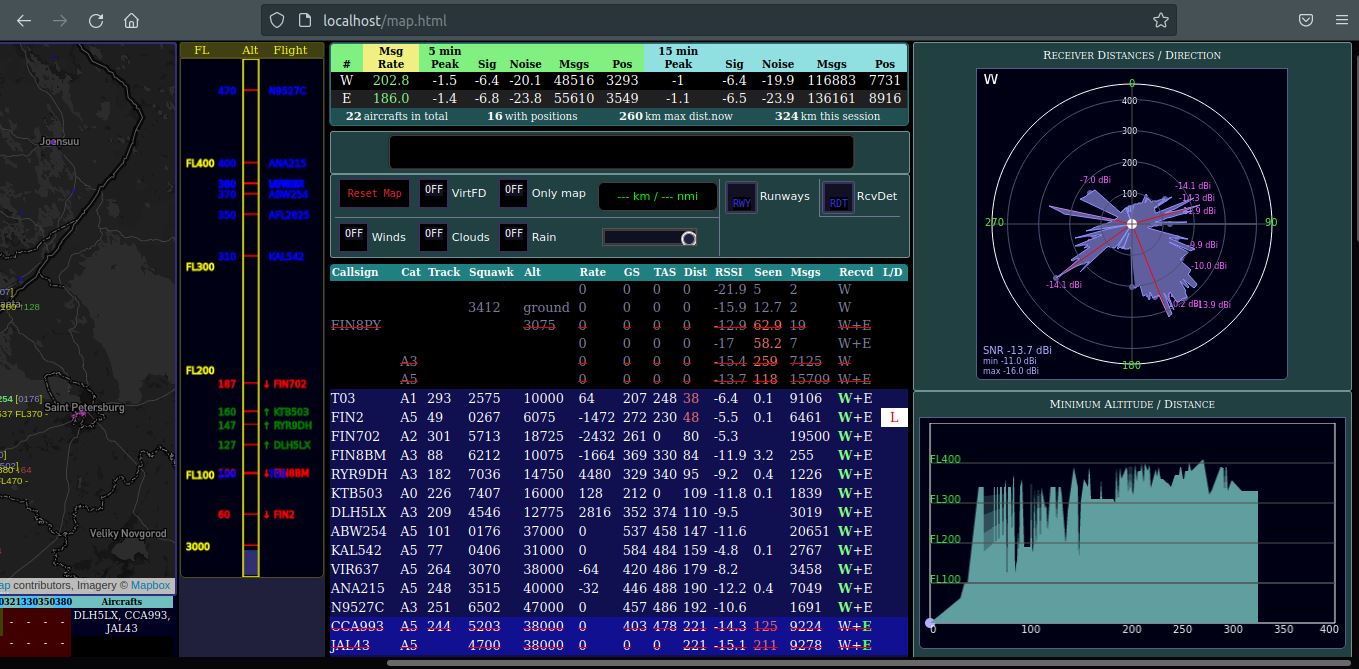 localhost/map.html
Joensuu
Saint Petersburg
Veliky Novgorod
contributors, Imagery © Mapbox
Aircrafts
DLH5LX, CCA993,
JAL43
FL Alt Flight
470 N9527C
FL400 400 ANA215
370 ABW254
350 AFL2625
310 KAL542
FL300
FL200
187 ↓ FIN702
160 ↑ KTB503
147 ↑ RYR9DH
127 ↑ DLH5LX
FL100
60 ↓ FIN2
3000
Msg 5 min 15 min
# Rate Peak Sig Noise Msgs Pos Peak Sig Noise Msgs Pos
W 202.8 -1.5 -6.4 -20.1 48516 3293 -1 -6.4 -19.9 116883 7731
E 186.0 -1.4 -6.8 -23.8 55610 3549 -1.1 -6.5 -23.9 136161 8916
22 aircrafts in total 16 with positions 260 km max dist.now 324 km this session
Reset Map OFF VirtFD OFF Only map --- km / --- nmi RWY Runways RDT RcvDet
OFF Winds OFF Clouds OFF Rain
Callsign Cat Track Squawk Alt Rate GS TAS Dist RSSI Seen Msgs Recvd L/D
0 0 0 0 -21.9 5 2 W
3412 ground 0 0 0 0 -15.9 12.7 2 W
FIN8PY 3075 0 0 0 0 -12.9 62.9 19 W+E
0 0 0 0 -17 58.2 7 W+E
A3 0 0 0 0 -15.4 259 7125 W
A5 0 0 0 0 -13.7 118 15709 W+E
T03 A1 293 2575 10000 64 207 248 38 -6.4 0.1 9106 W+E
FIN2 A5 49 0267 6075 -1472 272 230 48 -5.5 0.1 6461 W+E L
FIN702 A2 301 5713 18725 -2432 261 0 80 -5.3 19500 W+E
FIN8BM A3 88 6212 10075 -1664 369 330 84 -11.9 3.2 255 W+E
RYR9DH A3 182 7036 14750 4480 329 340 95 -9.2 0.4 1226 W+E
KTB503 A0 226 7407 16000 128 212 0 109 -11.8 0.1 1839 W+E
DLH5LX A3 209 4546 12775 2816 352 374 110 -9.5 3019 W+E
ABW254 A5 101 0176 37000 0 537 458 147 -11.6 20651 W+E
KAL542 A5 77 0406 31000 0 584 484 159 -4.8 0.1 2767 W+E
VIR637 A5 264 3070 38000 -64 420 486 179 -8.2 3458 W+E
ANA215 A5 248 3515 40000 -32 446 488 190 -12.2 0.4 7049 W+E
N9527C A3 251 6502 47000 0 457 486 192 -10.6 1691 W+E
CCA993 A5 244 5203 38000 0 403 478 221 -14.3 125 9224 W+E
JAL43 A5 4700 38000 0 0 0 221 -15.1 211 9278 W+E
Receiver Distances / Direction
W
0
400
300
200
100
-7.0 dBi
-14.1 dBi
270
90
-10.0 dBi
-14.1 dBi
-13.9 dBi
SNR -13.7 dBi
min -11.0 dBi
max -16.0 dBi
180
Minimum Altitude / Distance
FL400
FL300
FL200
FL100
0 100 200 250 300 350 400